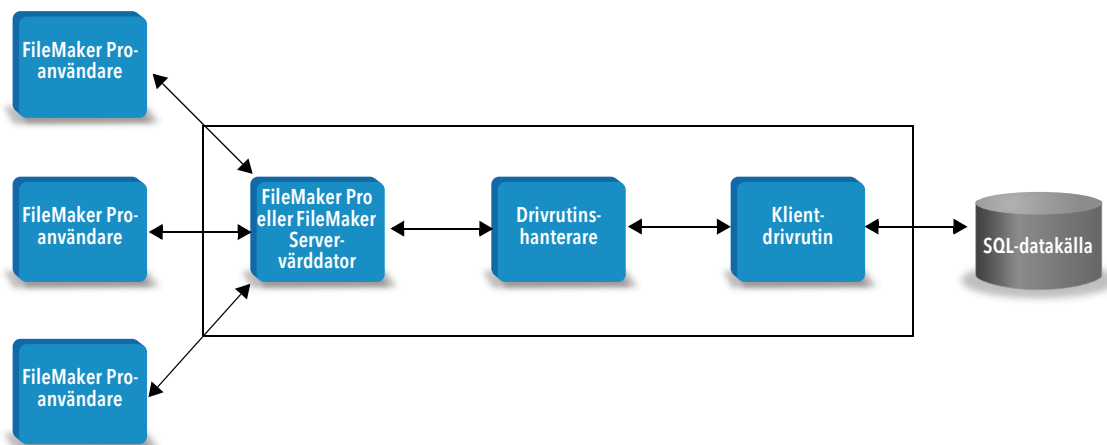 FileMaker Pro-
användare
FileMaker Pro-
användare
FileMaker Pro
eller FileMaker
Server-
värddator
Drivrutins-
hanterare
Klient-
drivrutin
SQL-datakälla
FileMaker Pro-
användare